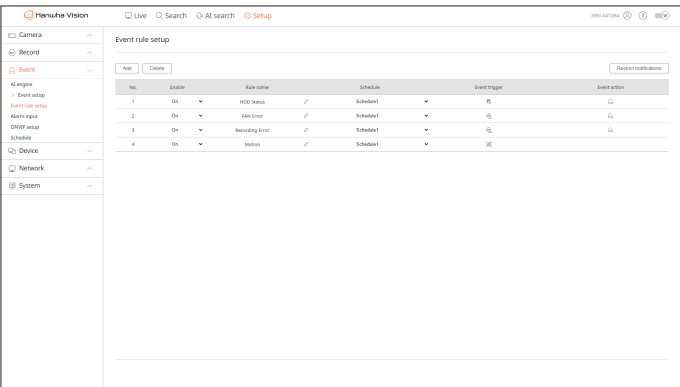 Hanwha Vision
Live Search AI search Setup
XRN-6410B4 ? W
Camera
Record
Event
AI engine
> Event setup
Event rule setup
Alarm input
ONVIF setup
Schedule
Device
Network
System
Event rule setup
Add Delete Restrict notifications
No. Enable Rule name Schedule Event trigger Event action
1 On HDD Status Schedule1
2 On FAN Error Schedule1
3 On Recording Error Schedule1
4 On Motion Schedule1